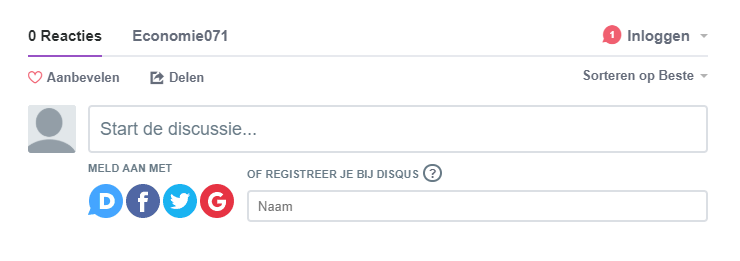 0 Reacties Economie071 1 Inloggen
Aanbevelen Delen Sorteren op Beste
Start de discussie...
MELD AAN MET
OF REGISTREER JE BIJ DISQUS ?
D f G
Naam